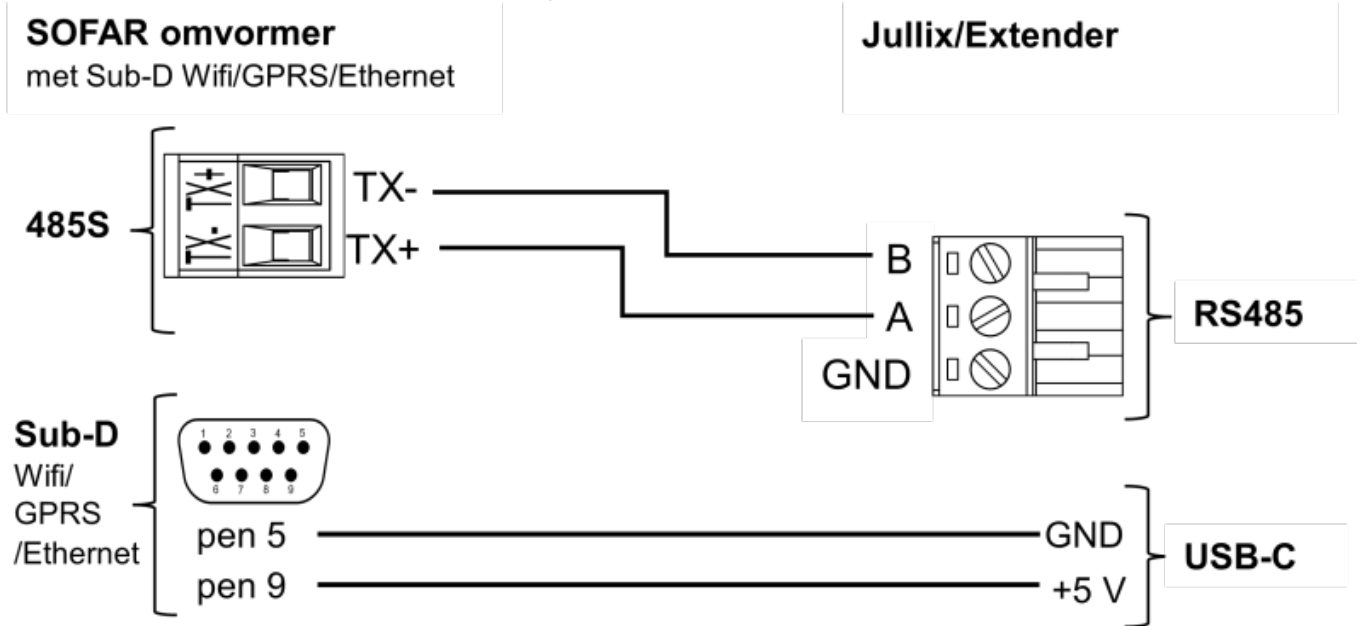 SOFAR omvormer
met Sub-D Wifi/GPRS/Ethernet
Jullix/Extender
485S
TX+
TX-
TX-
TX+
B
A
GND
RS485
Sub-D
Wifi/
GPRS
/Ethernet
1 2 3 4 5
6 7 8 9
pen 5
pen 9
GND
+5 V
USB-C